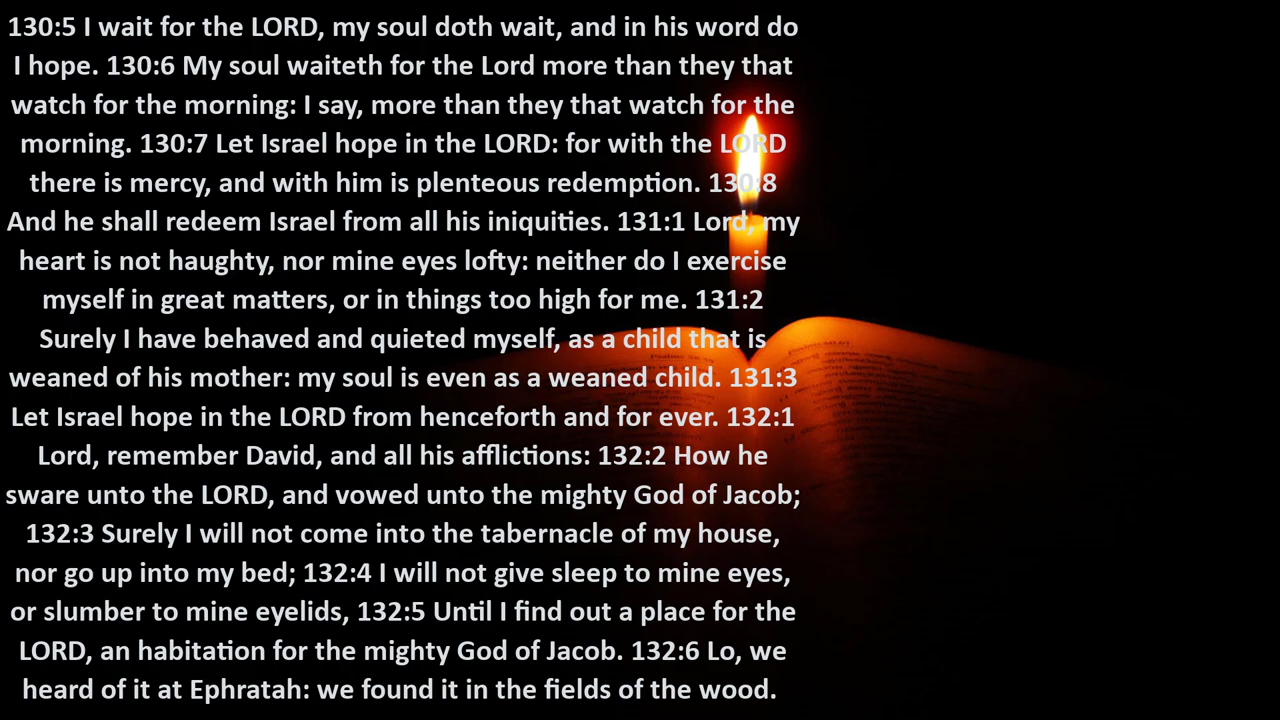 130:5 I wait for the LORD, my soul doth wait, and in his word do
I hope. 130:6 My soul waiteth for the Lord more than they that
watch for the morning: I say, more than they that watch for the
morning. 130:7 Let Israel hope in the LORD: for with the LORD
there is mercy, and with him is plenteous redemption. 130:8
And he shall redeem Israel from all his iniquities. 131:1 Lord, my
heart is not haughty, nor mine eyes lofty: neither do I exercise
myself in great matters, or in things too high for me. 131:2
Surely I have behaved and quieted myself, as a child that is
weaned of his mother: my soul is even as a weaned child. 131:3
Let Israel hope in the LORD from henceforth and for ever. 132:1
Lord, remember David, and all his afflictions: 132:2 How he
sware unto the LORD, and vowed unto the mighty God of Jacob;
132:3 Surely I will not come into the tabernacle of my house,
nor go up into my bed; 132:4 I will not give sleep to mine eyes,
or slumber to mine eyelids, 132:5 Until I find out a place for the
LORD, an habitation for the mighty God of Jacob. 132:6 Lo, we
heard of it at Ephratah: we found it in the fields of the wood.